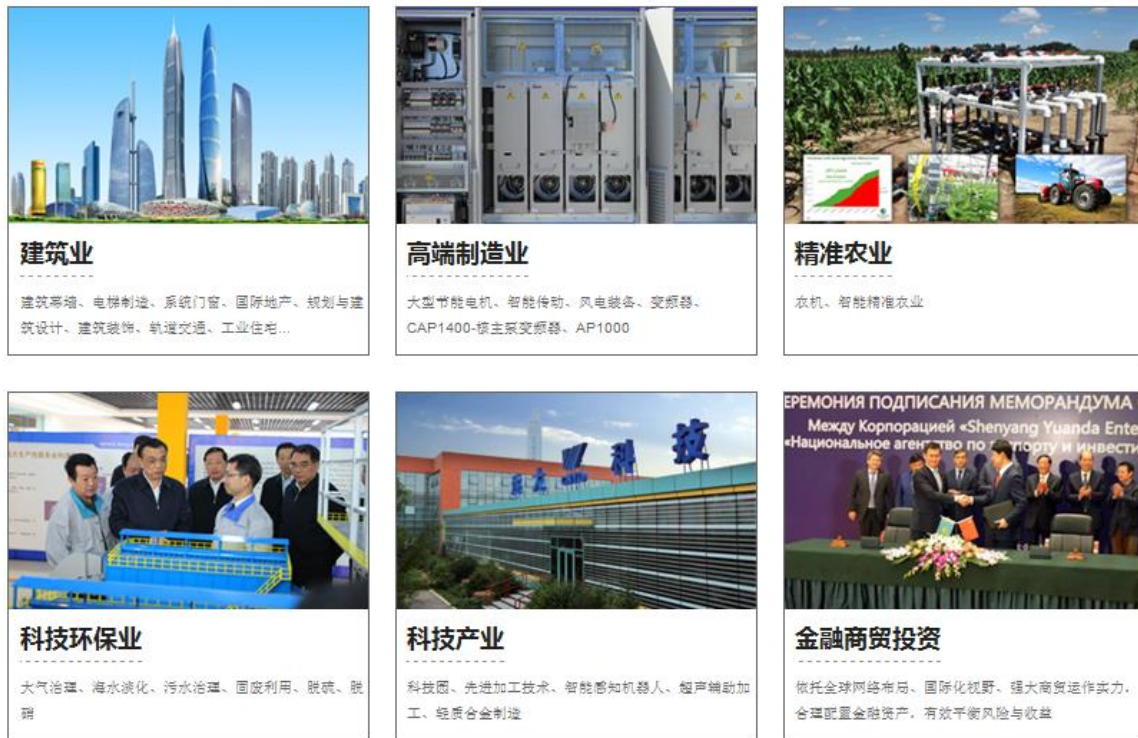 建筑业
建筑幕墙、电梯制造、系统门窗、国际地产、规划与建
筑设计、建筑装饰、轨道交通、工业住宅...
高端制造业
大型节能电机、智能传动、风电装备、变频器、
CAP1400-核主泵变频器、AP1000
精准农业
农机、智能精准农业
科技环保业
大气治理、海水淡化、污水治理、固废利用、脱硫、脱
硝
远大 科技
科技产业
科技园、先进加工技术、智能感知机器人、超声辅助加
工、轻质合金制造
ЕРЕМОНИЯ ПОДПИСАНИЯ МЕМОРАНДУМА
Между Корпорацией «Shenyang Yuanda Ente
«Национальное агентство по экспорту и инвести
金融商贸投资
依托全球网络布局、国际化视野、强大商贸运作实力，
合理配置金融资产，有效平衡风险与收益